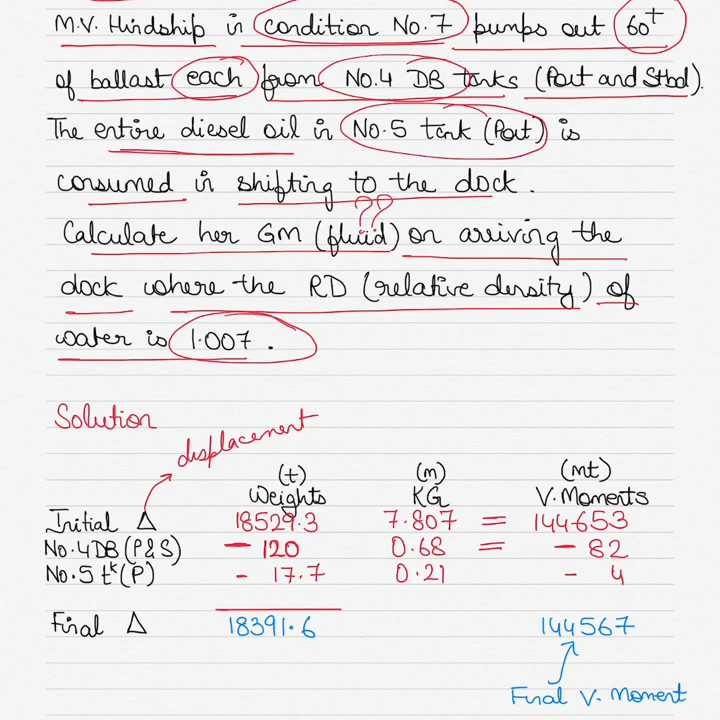 M.V. Hindship in condition No.7 pumps out 60t
of ballast each from No.4 DB tanks (Port and Stbd).
The entire diesel oil in No.5 tank (Port) is
consumed in shifting to the dock.
??
Calculate her GM (fluid) on arriving the
dock where the RD (relative density) of
water is 1.007.
Solution
displacement
(t) (m) (mt)
Weights KG V.Moments
Initial Δ 18529.3 7.807 = 144653
No.4DB(P&S) - 120 0.68 = - 82
No.5 tk(P) - 17.7 0.21 - 4
Final Δ 18391.6 144567
Final V. Moment